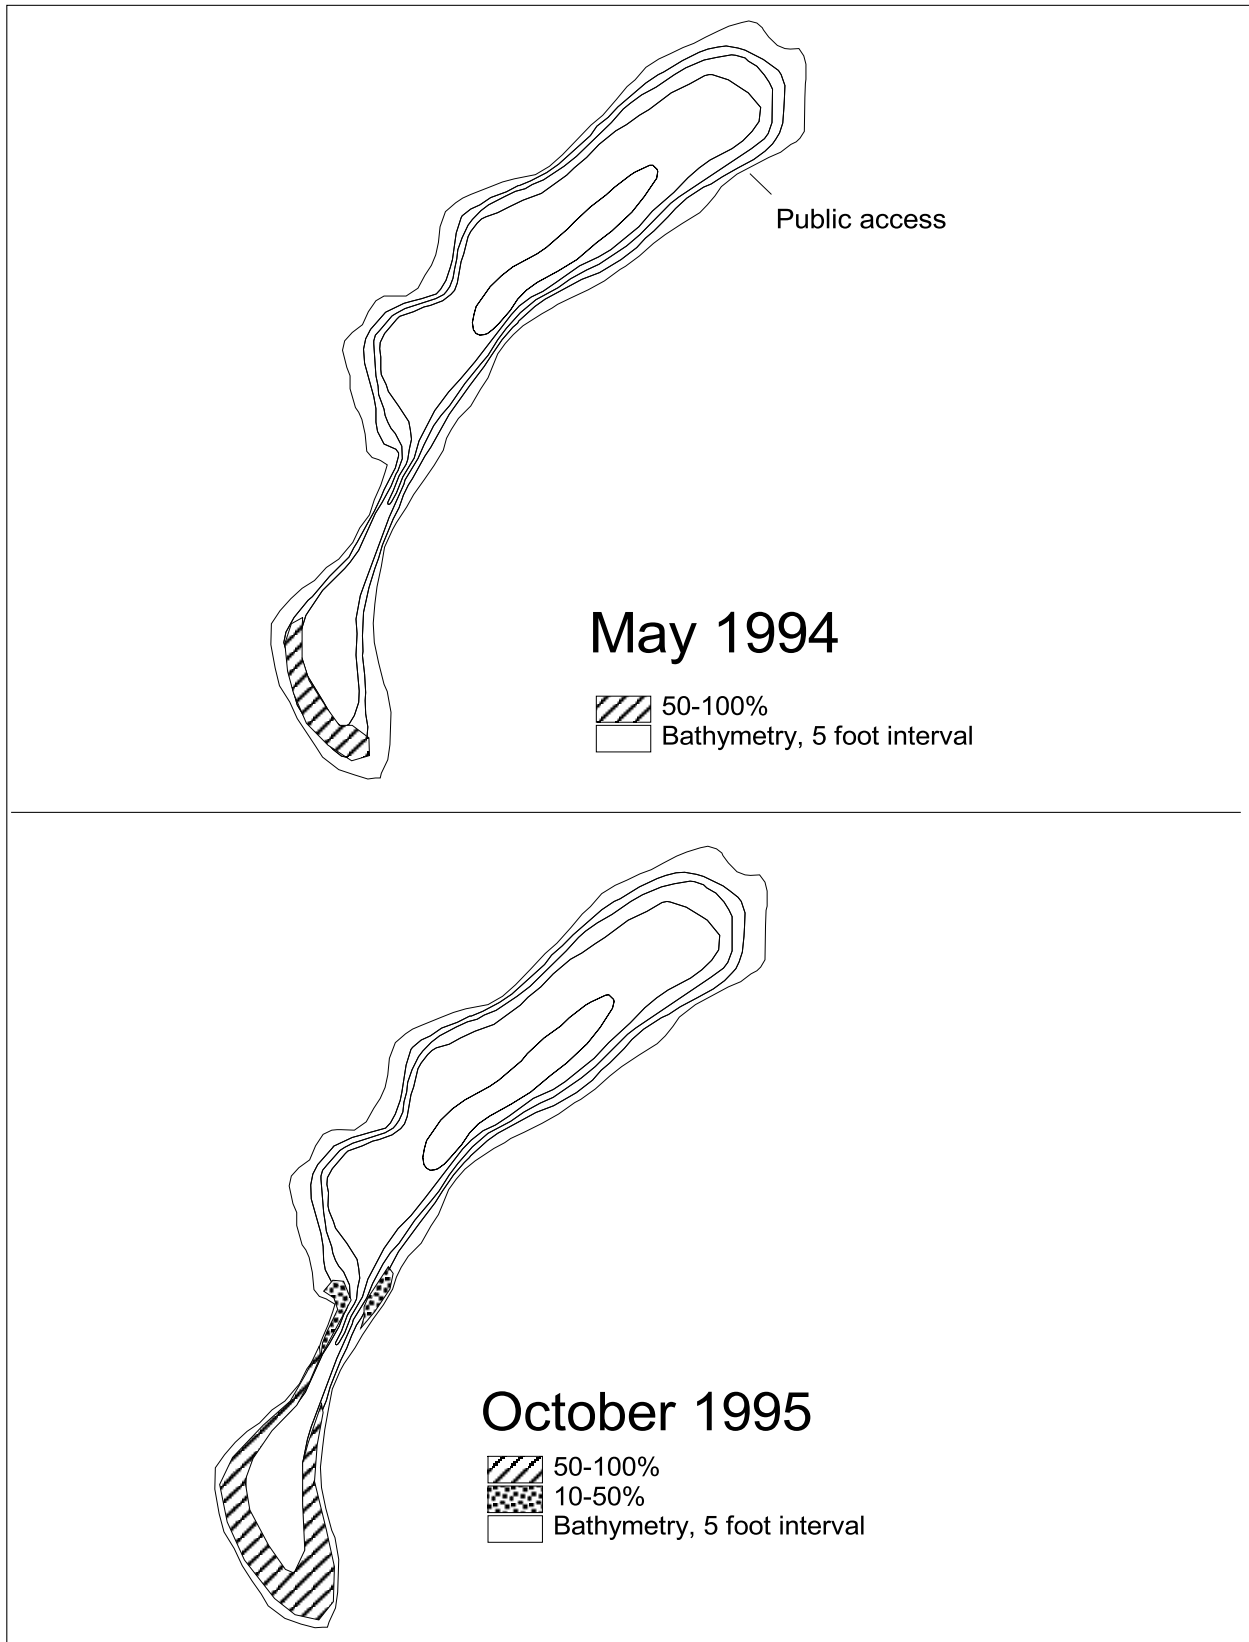 Public access
May 1994
50-100%
Bathymetry, 5 foot interval
October 1995
50-100%
10-50%
Bathymetry, 5 foot interval